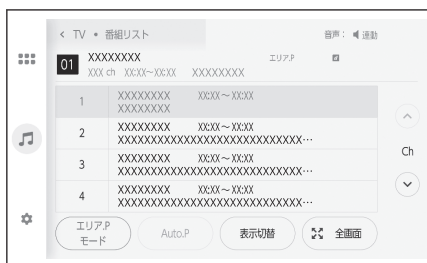 < TV • 番組リスト 音声： 連動
01 XXXXXXXX エリア.P
XXX ch XX:XX～XX:XX XXXXXXXX
1 XXXXXXXX XX:XX～XX:XX
XXXXXXXX
2 XXXXXXXX XX:XX～XX:XX
XXXXXXXXXXXXXXXXXXXXXXXXXXXX…
3 XXXXXXXX XX:XX～XX:XX
XXXXXXXXXXXXXXXXXXXXXXXXXXXX…
Ch
4 XXXXXXXX XX:XX～XX:XX
XXXXXXXXXXXXXXXXXXXXXXXXXXXX…
エリア.P
モード
Auto.P
表示切替
全画面